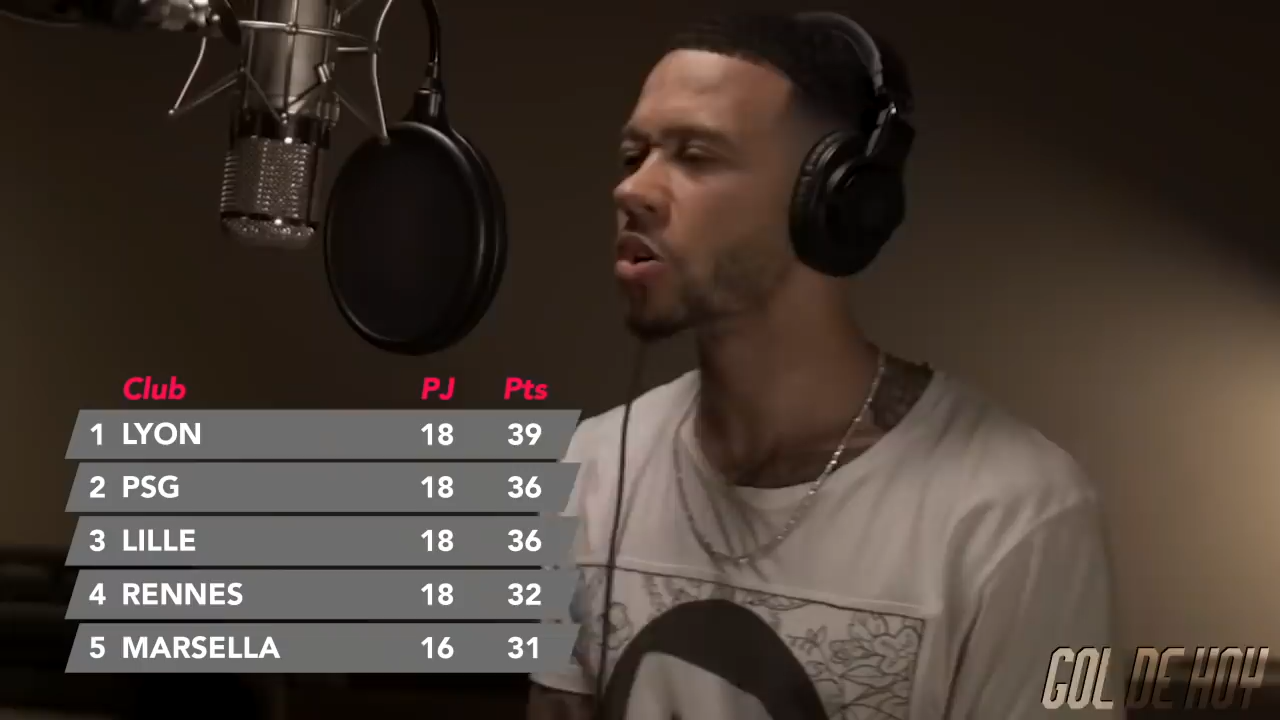 Club PJ Pts
1 LYON 18 39
2 PSG 18 36
3 LILLE 18 36
4 RENNES 18 32
5 MARSELLA 16 31
GOL DE HOY